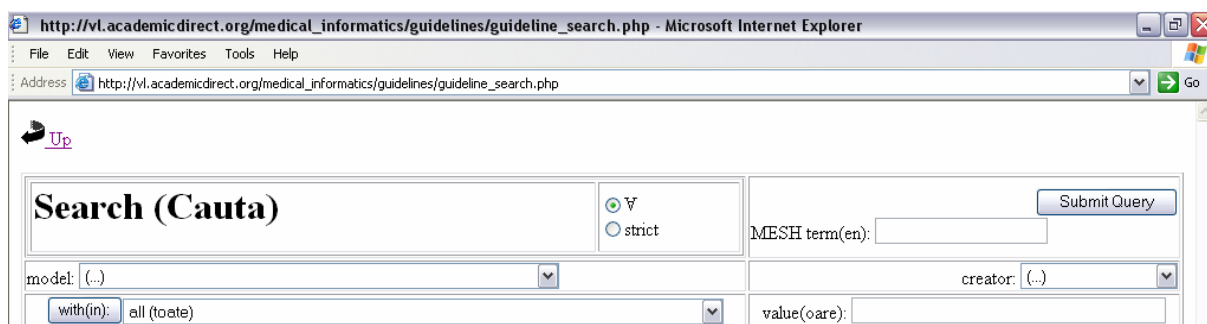 http://vl.academicdirect.org/medical_informatics/guidelines/guideline_search.php - Microsoft Internet Explorer
File Edit View Favorites Tools Help
Address http://vl.academicdirect.org/medical_informatics/guidelines/guideline_search.php Go
Up
Search (Cauta)
∀
strict
Submit Query
MESH term(en):
model: (...) creator: (...)
with(in): all (toate) value(oare):